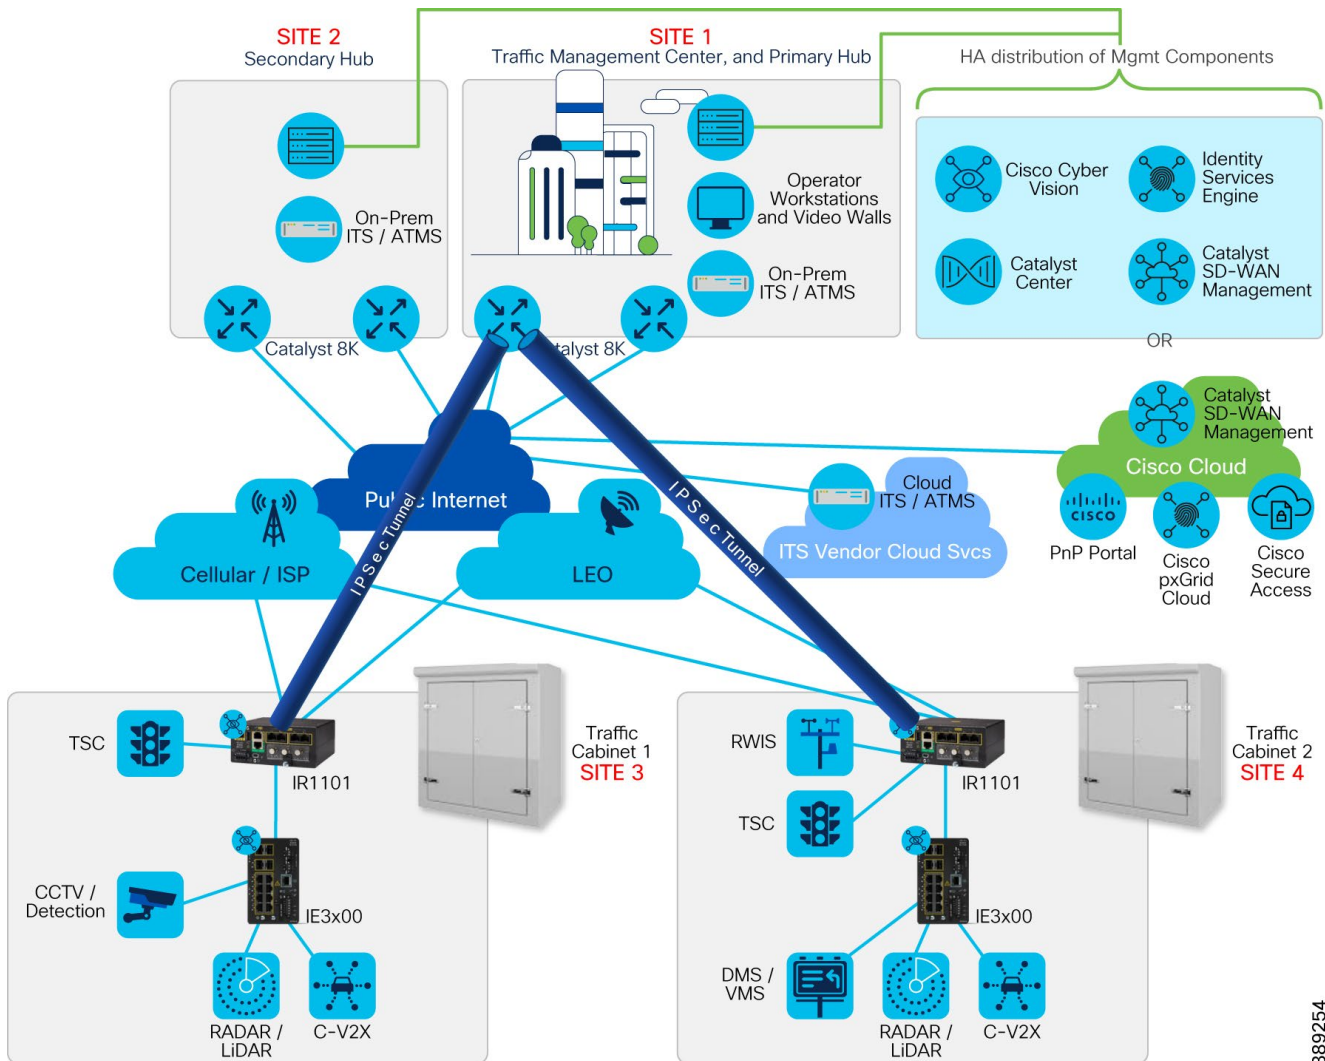 SITE 2
Secondary Hub
SITE 1
Traffic Management Center, and Primary Hub
HA distribution of Mgmt Components
On-Prem
ITS / ATMS
Operator
Workstations
and Video Walls
On-Prem
ITS / ATMS
Cisco Cyber
Vision
Identity
Services
Engine
Catalyst
Center
Catalyst
SD-WAN
Management
OR
Catalyst 8K
talyst 8K
Catalyst
SD-WAN
Management
Cisco Cloud
CISCO
PnP Portal
Cisco
pxGrid
Cloud
Cisco
Secure
Access
Public Internet
Cloud
ITS / ATMS
ITS Vendor Cloud Svcs
Cellular / ISP
LEO
IPSec Tunnel
IPSec Tunnel
TSC
IR1101
Traffic
Cabinet 1
SITE 3
CCTV /
Detection
IE3x00
RADAR /
LiDAR
C-V2X
RWIS
TSC
IR1101
Traffic
Cabinet 2
SITE 4
IE3x00
DMS /
VMS
RADAR /
LiDAR
C-V2X
389254